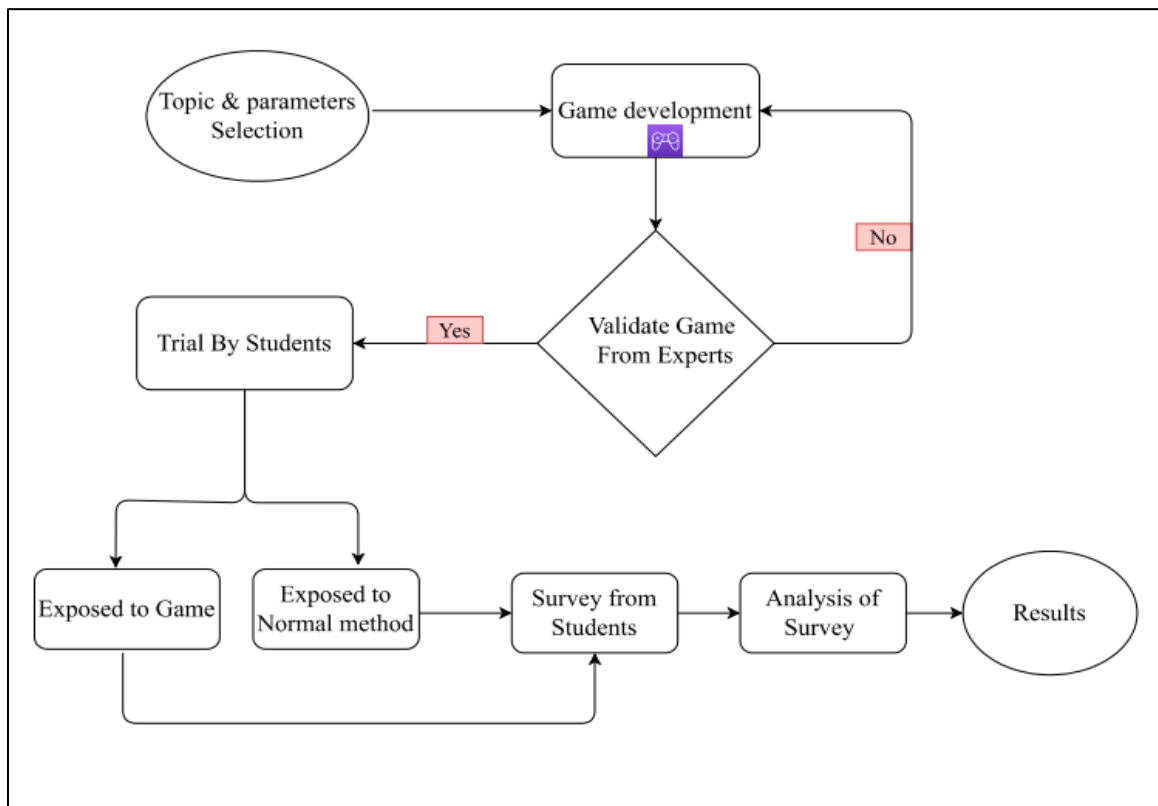 Topic & parameters
Selection
Game development
No
Validate Game
From Experts
Yes
Trial By Students
Exposed to Game
Exposed to
Normal method
Survey from
Students
Analysis of
Survey
Results